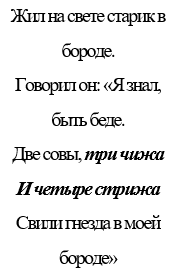 Жил на свете старик в
бороде.
Говорил он: «Я знал,
быть беде.
Две совы, три чижа
И четыре стрижа
Свили гнезда в моей
бороде»